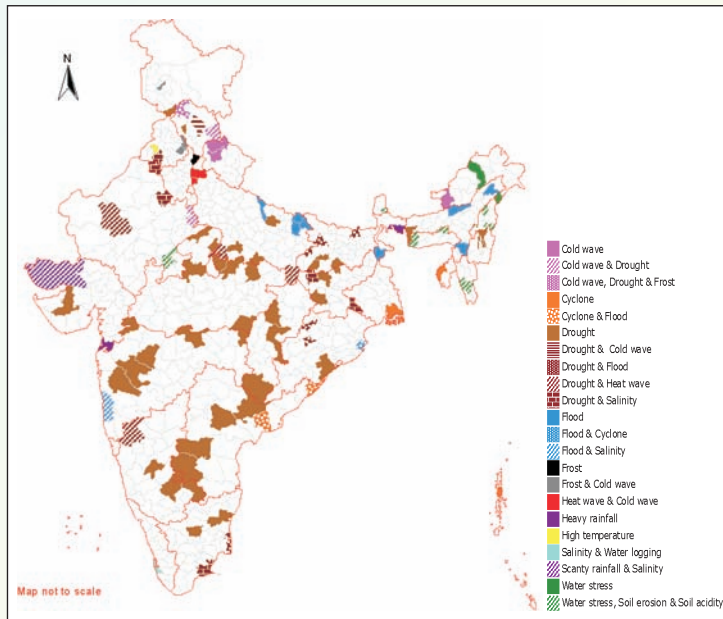 N
Cold wave
Cold wave & Drought
Cold wave, Drought & Frost
Cyclone
Cyclone & Flood
Drought
Drought & Cold wave
Drought & Flood
Drought & Heat wave
Drought & Salinity
Flood
Flood & Cyclone
Flood & Salinity
Frost
Frost & Cold wave
Heat wave & Cold wave
Heavy rainfall
High temperature
Salinity & Water logging
Scanty rainfall & Salinity
Water stress
Water stress, Soil erosion & Soil acidity
Map not to scale